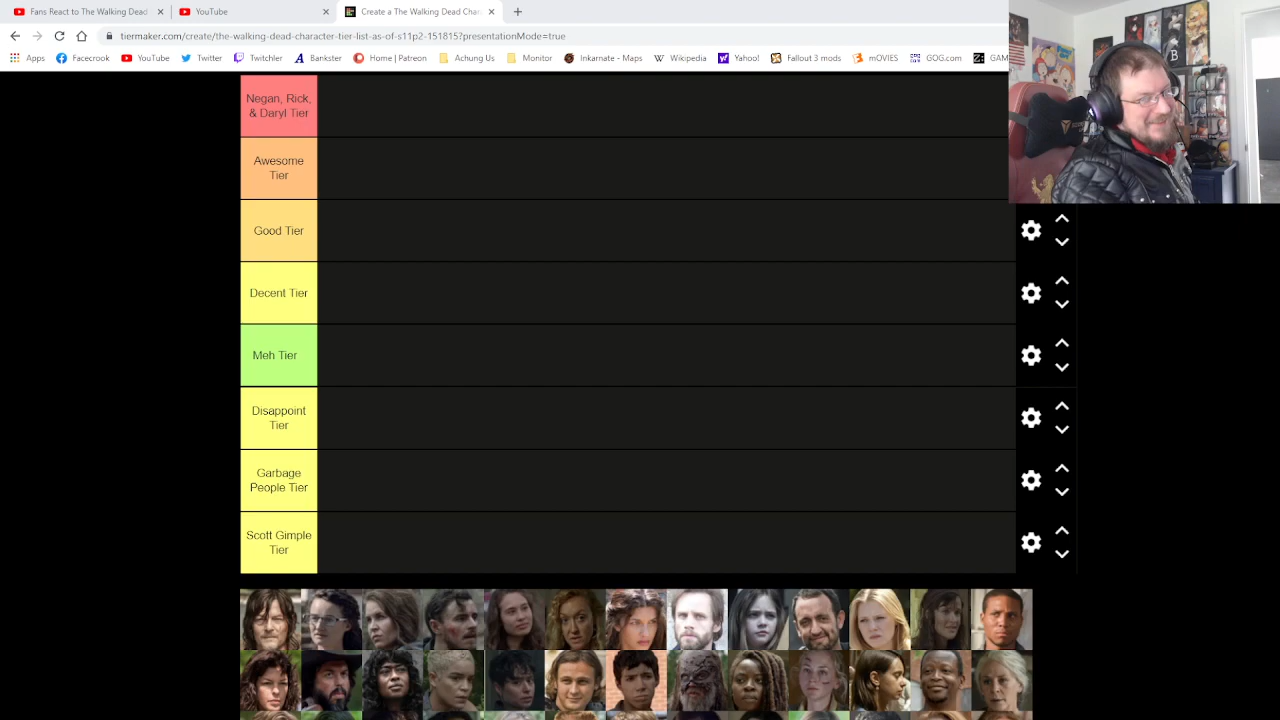 Fans React to The Walking Dead
YouTube
Create a The Walking Dead Char
tiermaker.com/create/the-walking-dead-character-tier-list-as-of-s11p2-151815?presentationMode=true
Apps Facecrook YouTube Twitter Twitchler Bankster Home | Patreon Achung Us Monitor Inkarnate - Maps Wikipedia Yahoo! Fallout 3 mods mOVIES GOG.com GAM
Negan, Rick,
& Daryl Tier
Awesome
Tier
Good Tier
Decent Tier
Meh Tier
Disappoint
Tier
Garbage
People Tier
Scott Gimple
Tier